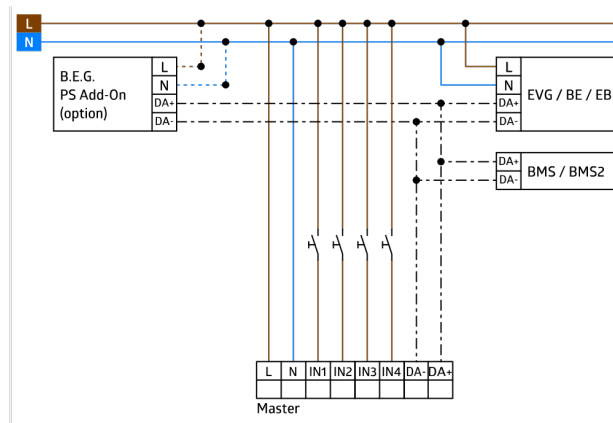 L
N
B.E.G.
PS Add-On
(option)
L
N
DA+
DA-
L
N
DA+
DA-
EVG / BE / EB
DA+
DA-
BMS / BMS2
L N IN1 IN2 IN3 IN4 DA- DA+
Master